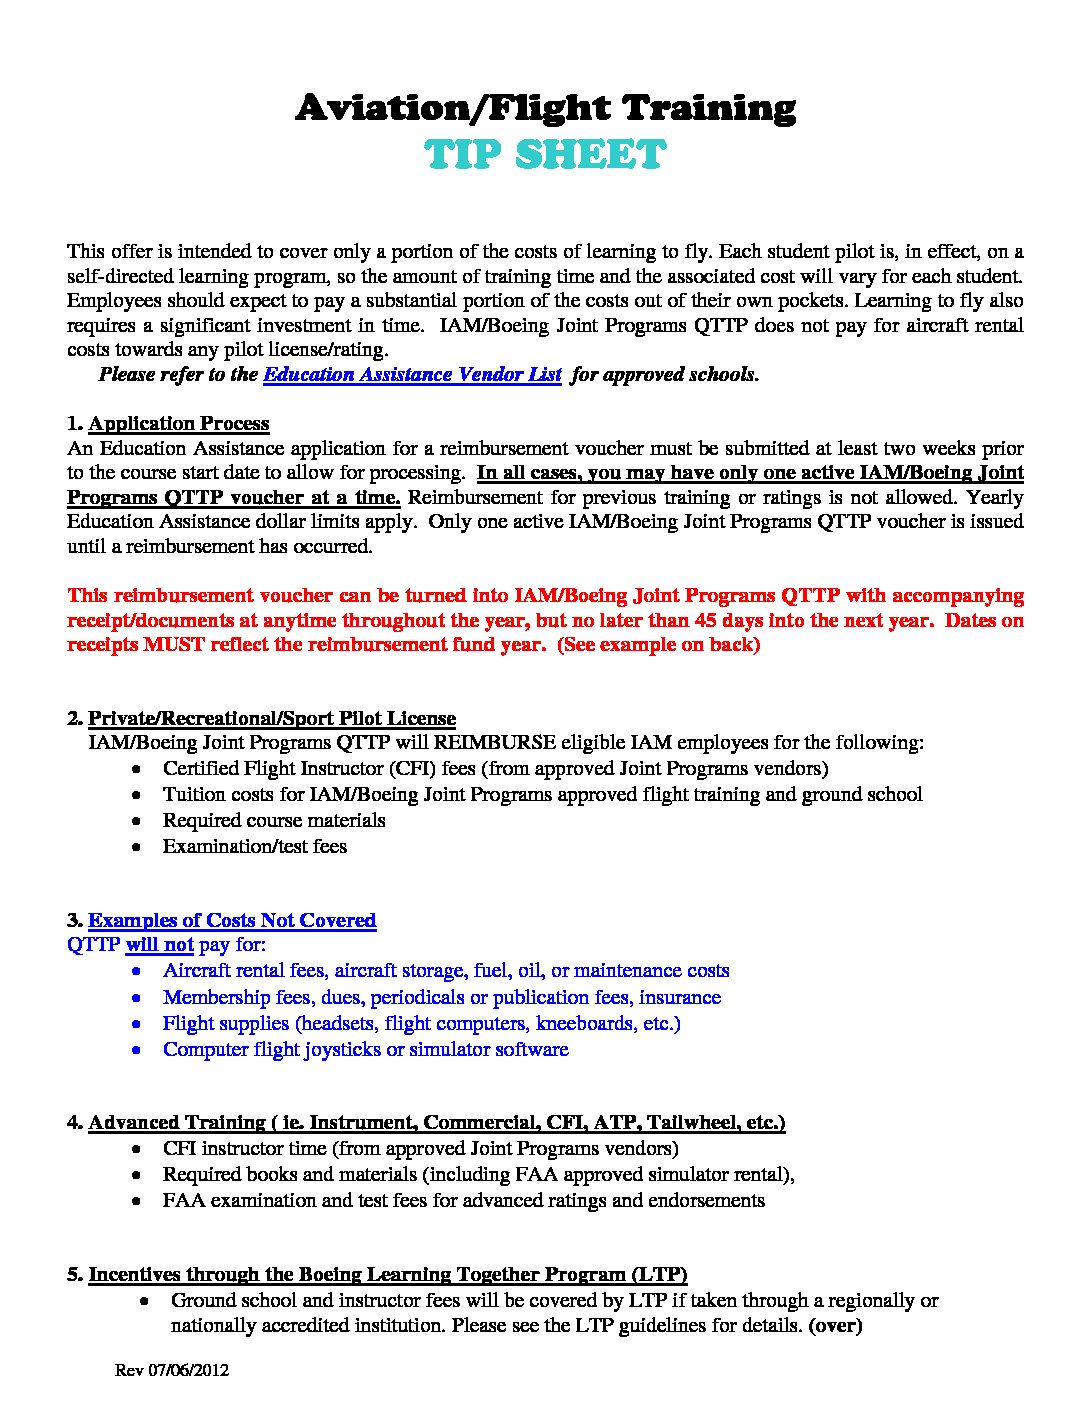 Aviation/Flight Training
TIP SHEET
This offer is intended to cover only a portion of the costs of learning to fly. Each student pilot is, in effect, on a
self-directed learning program, so the amount of training time and the associated cost will vary for each student.
Employees should expect to pay a substantial portion of the costs out of their own pockets. Learning to fly also
requires a significant investment in time.  IAM/Boeing Joint Programs QTTP does not pay for aircraft rental
costs towards any pilot license/rating.
Please refer to the Education Assistance Vendor List  for approved schools.
1. Application Process
An Education Assistance application for a reimbursement voucher must be submitted at least two weeks prior
to the course start date to allow for processing.  In all cases, you may have only one active IAM/Boeing Joint
Programs QTTP voucher at a time. Reimbursement for previous training or ratings is not allowed. Yearly
Education Assistance dollar limits apply.  Only one active IAM/Boeing Joint Programs QTTP voucher is issued
until a reimbursement has occurred.
This reimbursement voucher can be turned into IAM/Boeing Joint Programs QTTP with accompanying
receipt/documents at anytime throughout the year, but no later than 45 days into the next year.  Dates on
receipts MUST reflect the reimbursement fund year.  (See example on back)
2. Private/Recreational/Sport Pilot License
IAM/Boeing Joint Programs QTTP will REIMBURSE eligible IAM employees for the following:
• Certified Flight Instructor (CFI) fees (from approved Joint Programs vendors)
• Tuition costs for IAM/Boeing Joint Programs approved flight training and ground school
• Required course materials
• Examination/test fees
3. Examples of Costs Not Covered
QTTP will not pay for:
• Aircraft rental fees, aircraft storage, fuel, oil, or maintenance costs
• Membership fees, dues, periodicals or publication fees, insurance
• Flight supplies (headsets, flight computers, kneeboards, etc.)
• Computer flight joysticks or simulator software
4. Advanced Training ( ie. Instrument, Commercial, CFI, ATP, Tailwheel, etc.)
• CFI instructor time (from approved Joint Programs vendors)
• Required books and materials (including FAA approved simulator rental),
• FAA examination and test fees for advanced ratings and endorsements
5. Incentives through the Boeing Learning Together Program (LTP)
• Ground school and instructor fees will be covered by LTP if taken through a regionally or
nationally accredited institution. Please see the LTP guidelines for details. (over)
Rev 07/06/2012